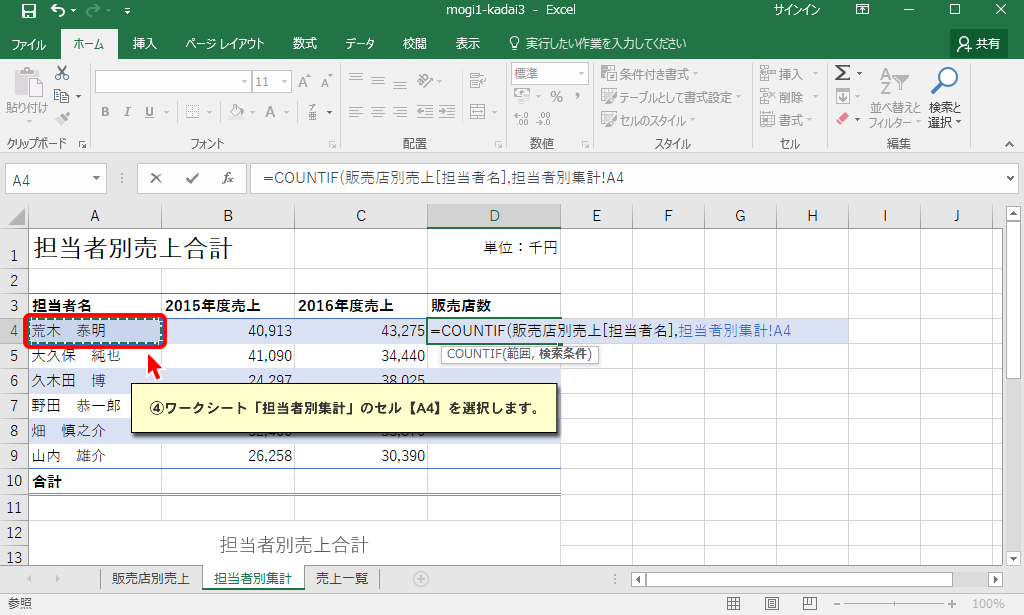 mogi1-kadai3 - Excel サインイン
ファイル ホーム 挿入 ページ レイアウト 数式 データ 校閲 表示 実行したい作業を入力してください 共有
貼り付け
クリップボード
11
B I U A
フォント
配置
標準
% ,
数値
条件付き書式
テーブルとして書式設定
セルのスタイル
スタイル
挿入
削除
書式
セル
Σ
並べ替えと
フィルター
検索と
選択
編集
A4 fx =COUNTIF(販売店別売上[担当者名],担当者別集計!A4
A B C D E F G H I J
1 担当者別売上合計 単位：千円
2
3 担当者名 2015年度売上 2016年度売上 販売店数
4 荒木 泰明 40,913 43,275 =COUNTIF(販売店別売上[担当者名],担当者別集計!A4
5 大久保 純也 41,090 34,440
COUNTIF(範囲, 検索条件)
6 久木田 博 24,297 38,025
7 野田 恭一郎
④ワークシート「担当者別集計」のセル【A4】を選択します。
8 畑 慎之介
9 山内 雄介 26,258 30,390
10 合計
11
12 担当者別売上合計
13
販売店別売上 担当者別集計 売上一覧
参照 100%